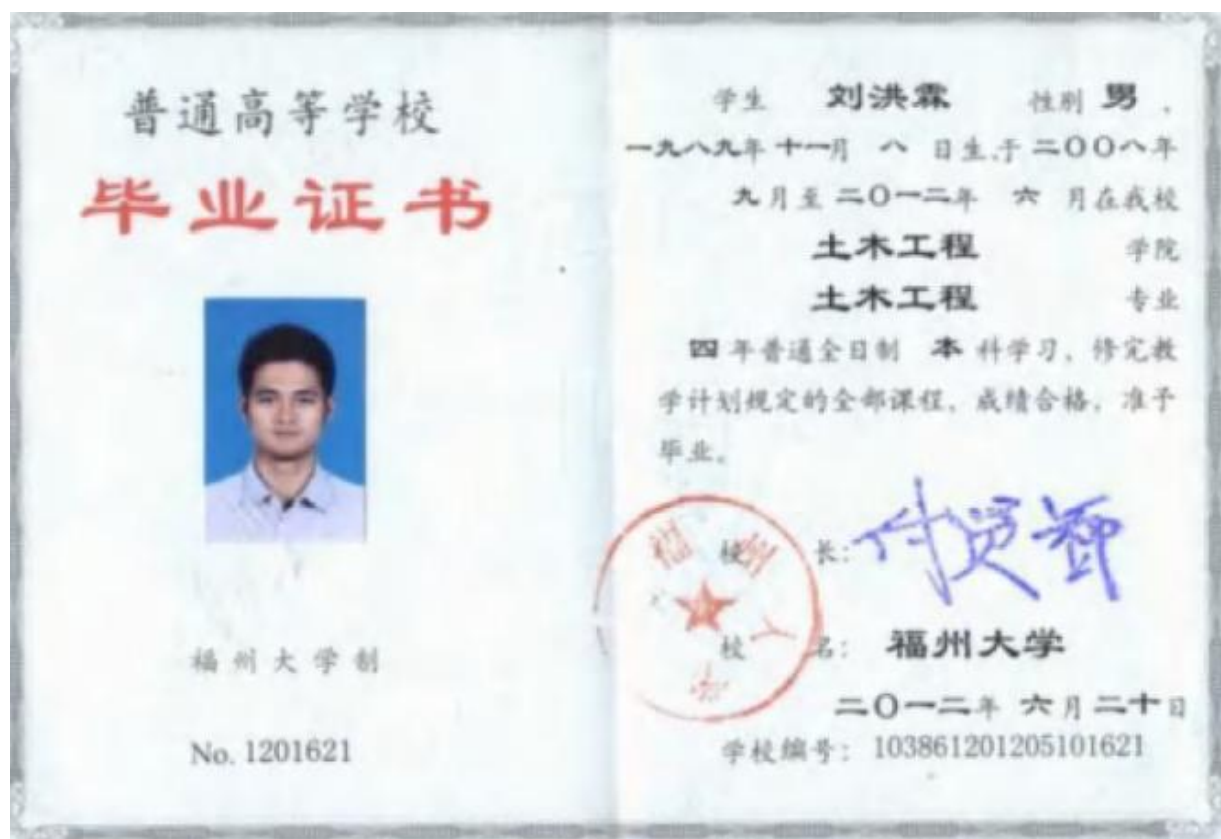 普通高等学校
毕业证书
福州大学制
No. 1201621
学生 刘洪霖 性别 男 ，
一九八九年十一月 八 日生，于二〇〇八年
九月至二〇一二年 六 月在我校
土木工程 学院
土木工程 专业
四 年普通全日制 本 科学习，修完教
学计划规定的全部课程，成绩合格，准予
毕业。
校 长：
校 名： 福州大学
二〇一二年 六月二十日
学校编号： 103861201205101621